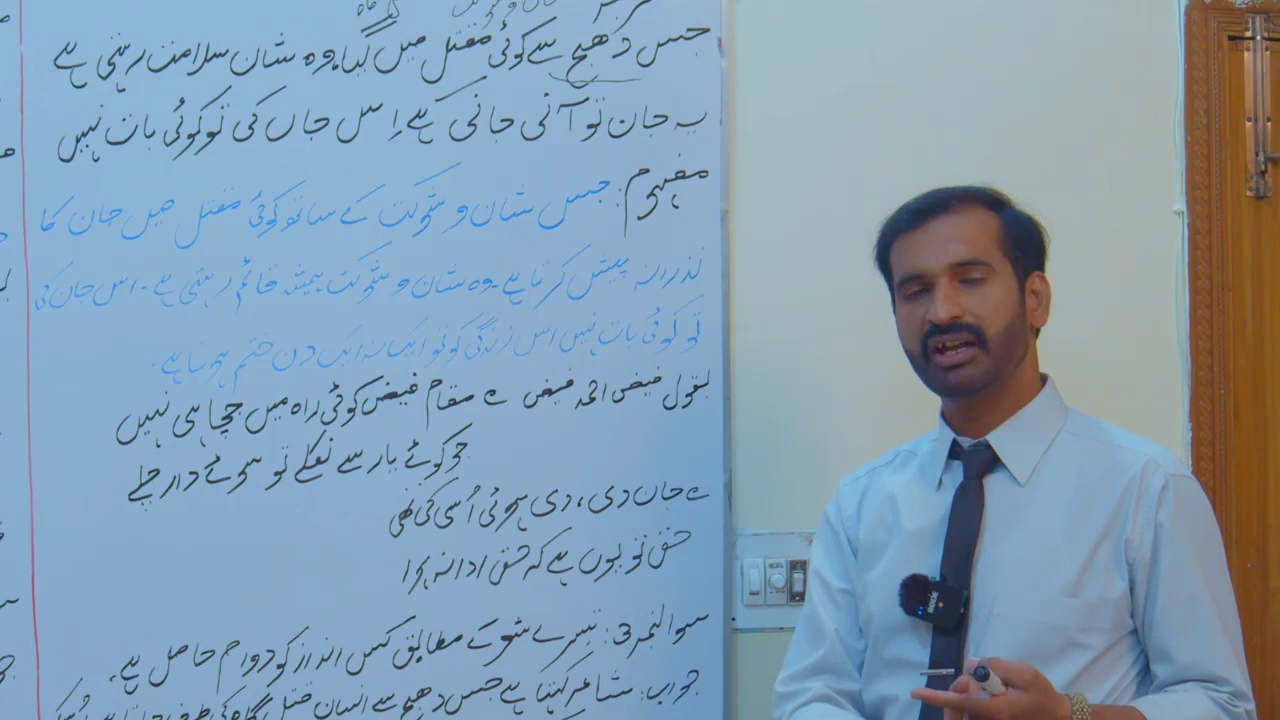 جس دھج سے کوئی مقتل میں گیا، وہ شان سلامت رہتی ہے
یہ جان تو آنی جانی ہے اِس جاں کی تو کوئی بات نہیں
مفہوم: جس شان و شوکت کے ساتھ کوئی مقتل میں جان کا
نذرانہ پیش کرتا ہے۔ وہ شان و شوکت ہمیشہ قائم رہتی ہے۔ اس جان کی
تو کوئی بات نہیں اس زندگی کو تو ایک نہ ایک دن ختم ہونا ہے۔
بقول فیض احمد فیض ؎ مقام فیض کوئی راہ میں جچا ہی نہیں
جو کوئے یار سے نکلے تو سوئے دار چلے
؎ جان دی، دی ہوئی اُسی کی تھی
حق تو یوں ہے کہ حق ادا نہ ہوا
سوال نمبر 3: تیسرے شعر کے مطابق کس انداز کو دوام حاصل ہے۔
جواب: شاعر کہتا ہے جس دھج سے انسان قتل گاہ کی طرف جاتا ہے
RODE